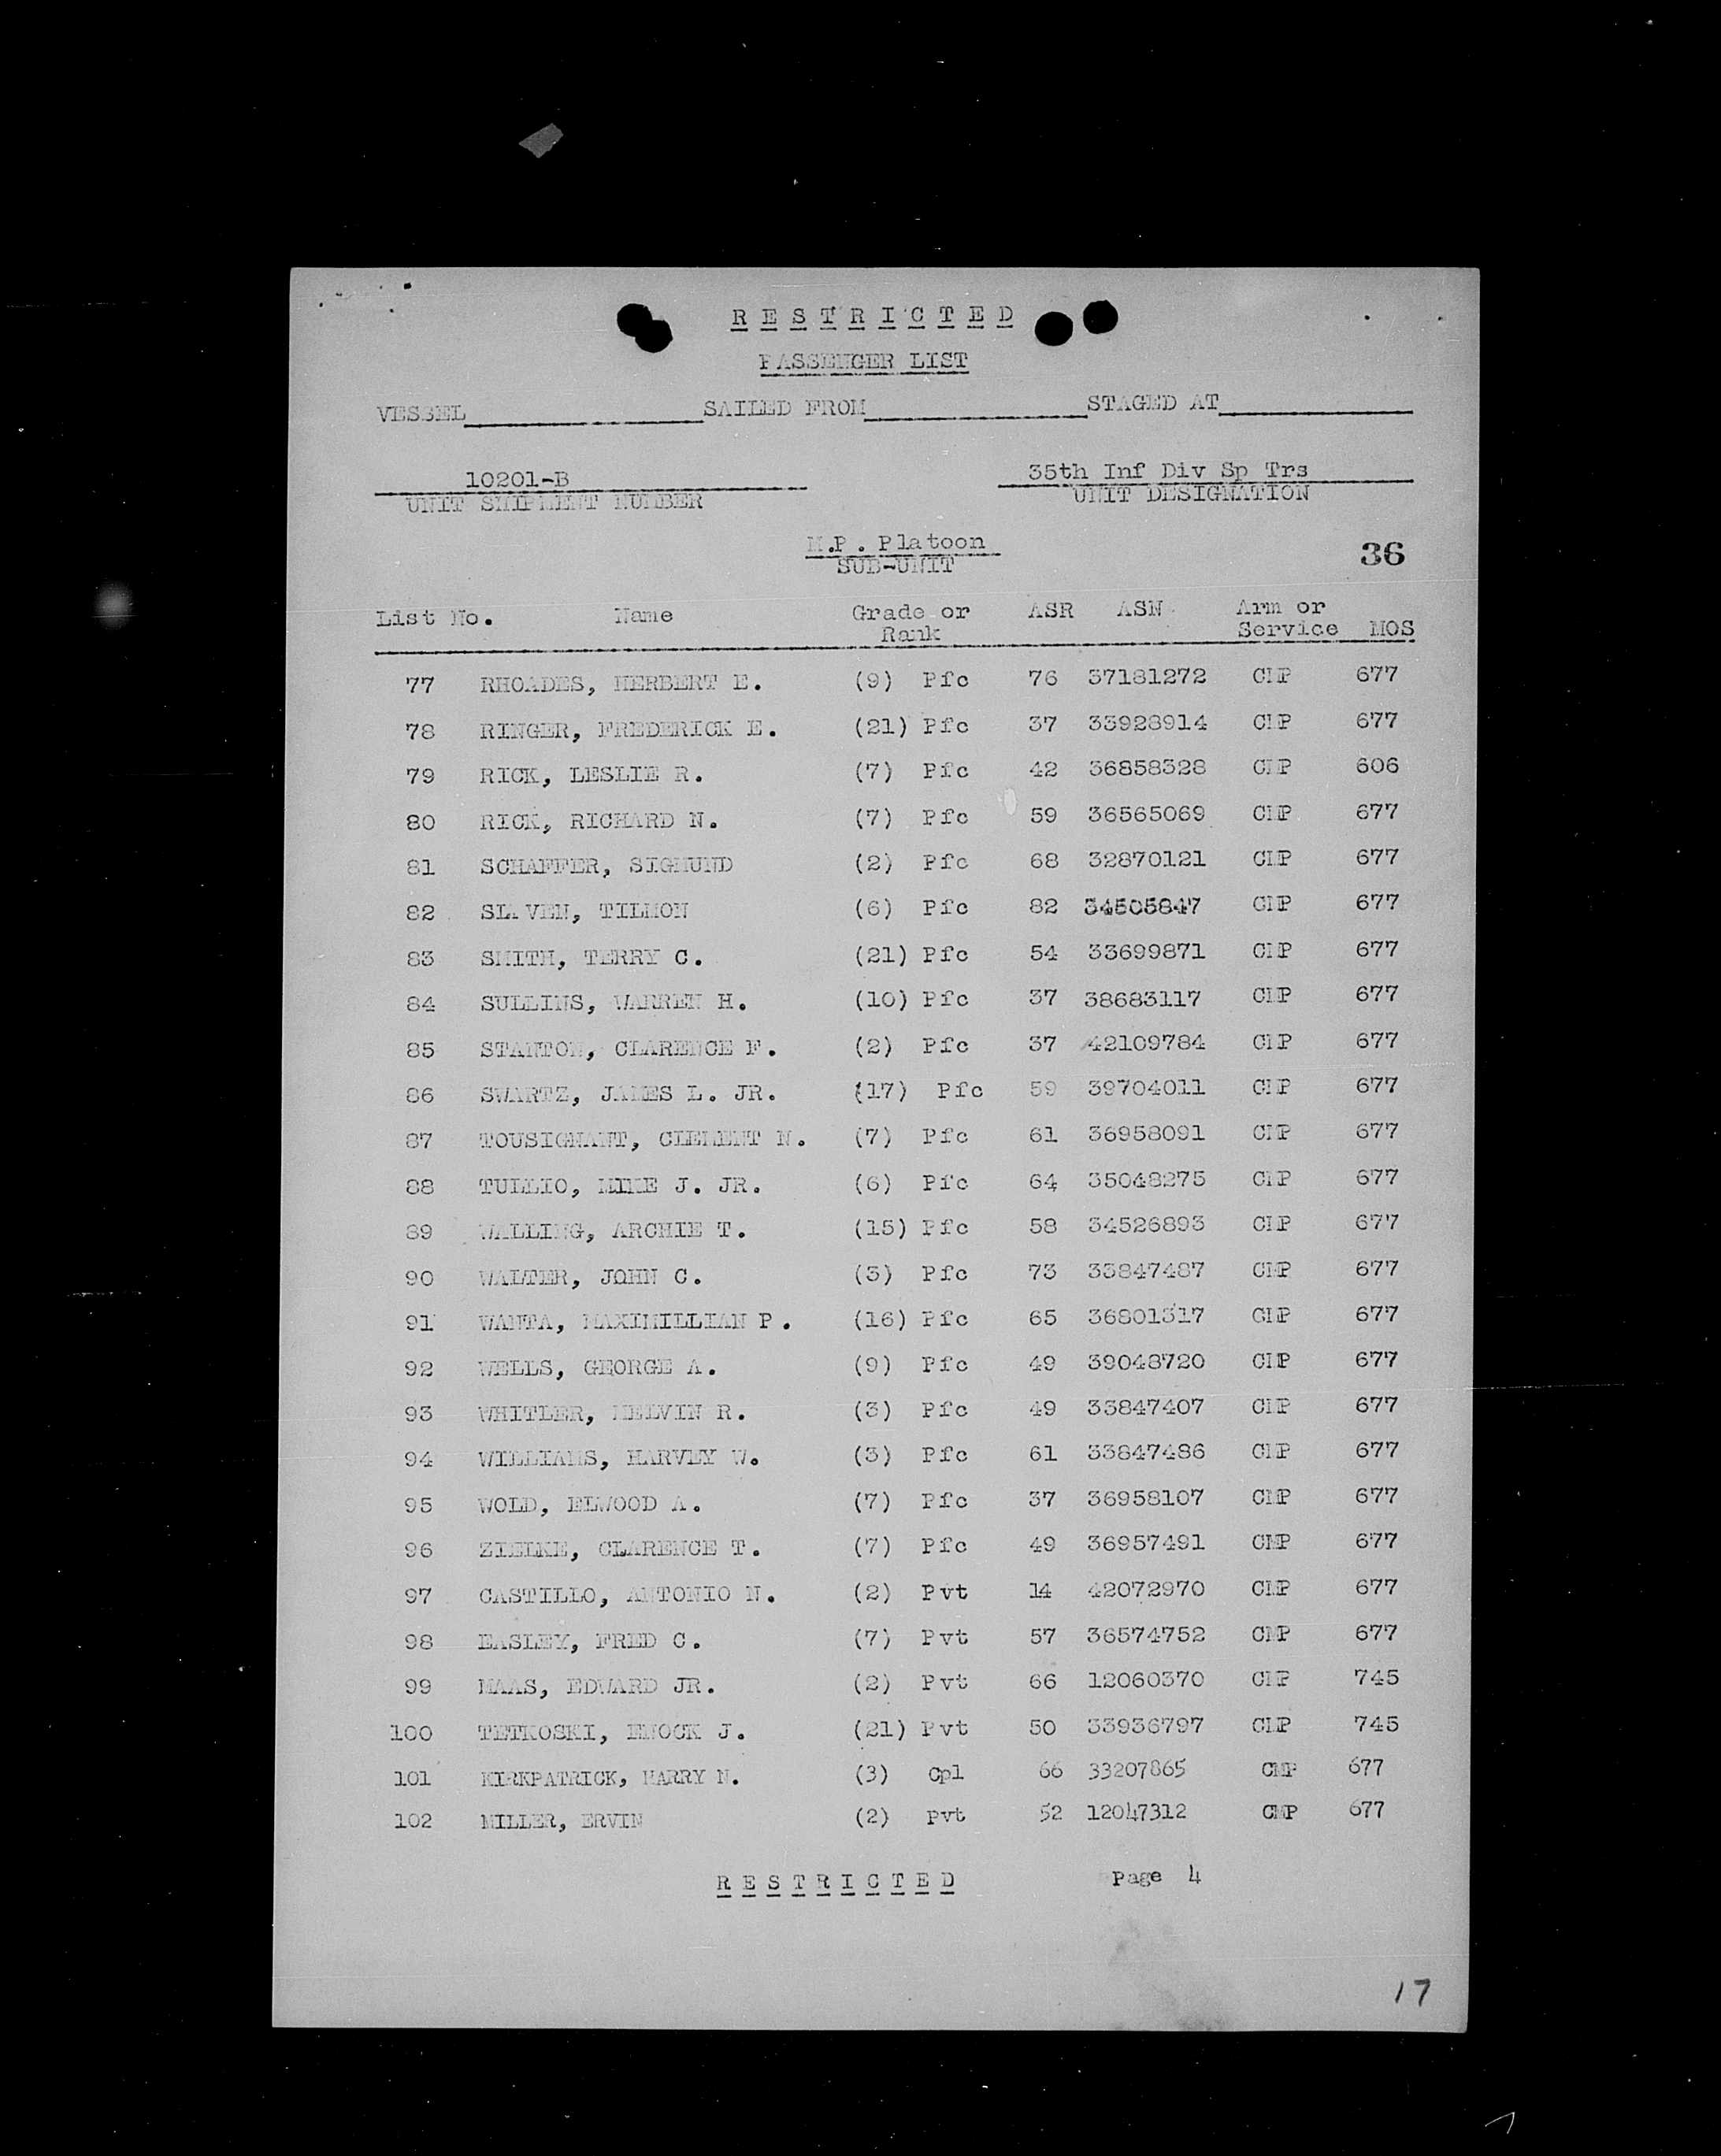 R E S T R I C T E D
PASSENGER LIST
VESSEL SAILED FROM STAGED AT
10201-B 35th Inf Div Sp Trs
UNIT SHIPMENT NUMBER UNIT DESIGNATION
M.P. Platoon
SUB-UNIT
36
List No. Name Grade or Rank ASR ASN Arm or Service MOS
77 RHOADES, HERBERT E. (9) Pfc 76 37181272 CMP 677
78 RINGER, FREDERICK E. (21) Pfc 37 33928914 CMP 677
79 RICK, LESLIE R. (7) Pfc 42 36858328 CMP 606
80 RICK, RICHARD N. (7) Pfc 59 36565069 CMP 677
81 SCHAFFER, SIGMUND (2) Pfc 68 32870121 CMP 677
82 SLAVEN, TILMON (6) Pfc 82 34505847 CMP 677
83 SMITH, TERRY C. (21) Pfc 54 33699871 CMP 677
84 SULLINS, WARREN H. (10) Pfc 37 38683117 CMP 677
85 STANTON, CLARENCE F. (2) Pfc 37 42109784 CMP 677
86 SWARTZ, JAMES L. JR. (17) Pfc 59 39704011 CMP 677
87 TOUSIGNANT, CLEMENT N. (7) Pfc 61 36958091 CMP 677
88 TULLIO, MIKE J. JR. (6) Pfc 64 35048275 CMP 677
89 WALLING, ARCHIE T. (15) Pfc 58 34526893 CMP 677
90 WALTER, JOHN C. (3) Pfc 73 33847487 CMP 677
91 WANTA, MAXIMILLIAN P. (16) Pfc 65 36801317 CMP 677
92 WELLS, GEORGE A. (9) Pfc 49 39048720 CMP 677
93 WHITLER, MELVIN R. (3) Pfc 49 33847407 CMP 677
94 WILLIAMS, HARVEY W. (3) Pfc 61 33847486 CMP 677
95 WOLD, ELWOOD A. (7) Pfc 37 36958107 CMP 677
96 ZIELKE, CLARENCE T. (7) Pfc 49 36957491 CMP 677
97 CASTILLO, ANTONIO N. (2) Pvt 14 42072970 CMP 677
98 EASLEY, FRED C. (7) Pvt 57 36574752 CMP 677
99 MAAS, EDWARD JR. (2) Pvt 66 12060370 CMP 745
100 TETKOSKI, ENOCK J. (21) Pvt 50 33936797 CMP 745
101 KIRKPATRICK, HARRY N. (3) Cpl 66 33207865 CMP 677
102 MILLER, ERVIN (2) Pvt 52 12047312 CMP 677
R E S T R I C T E D Page 4
17